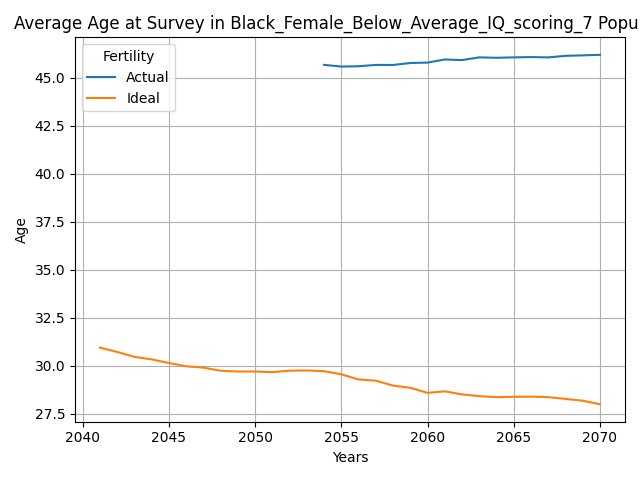 Average Age at Survey in Black_Female_Below_Average_IQ_scoring_7 Popu
Fertility
Actual
Ideal
45.0
42.5
40.0
37.5
35.0
32.5
30.0
27.5
Age
2040 2045 2050 2055 2060 2065 2070
Years